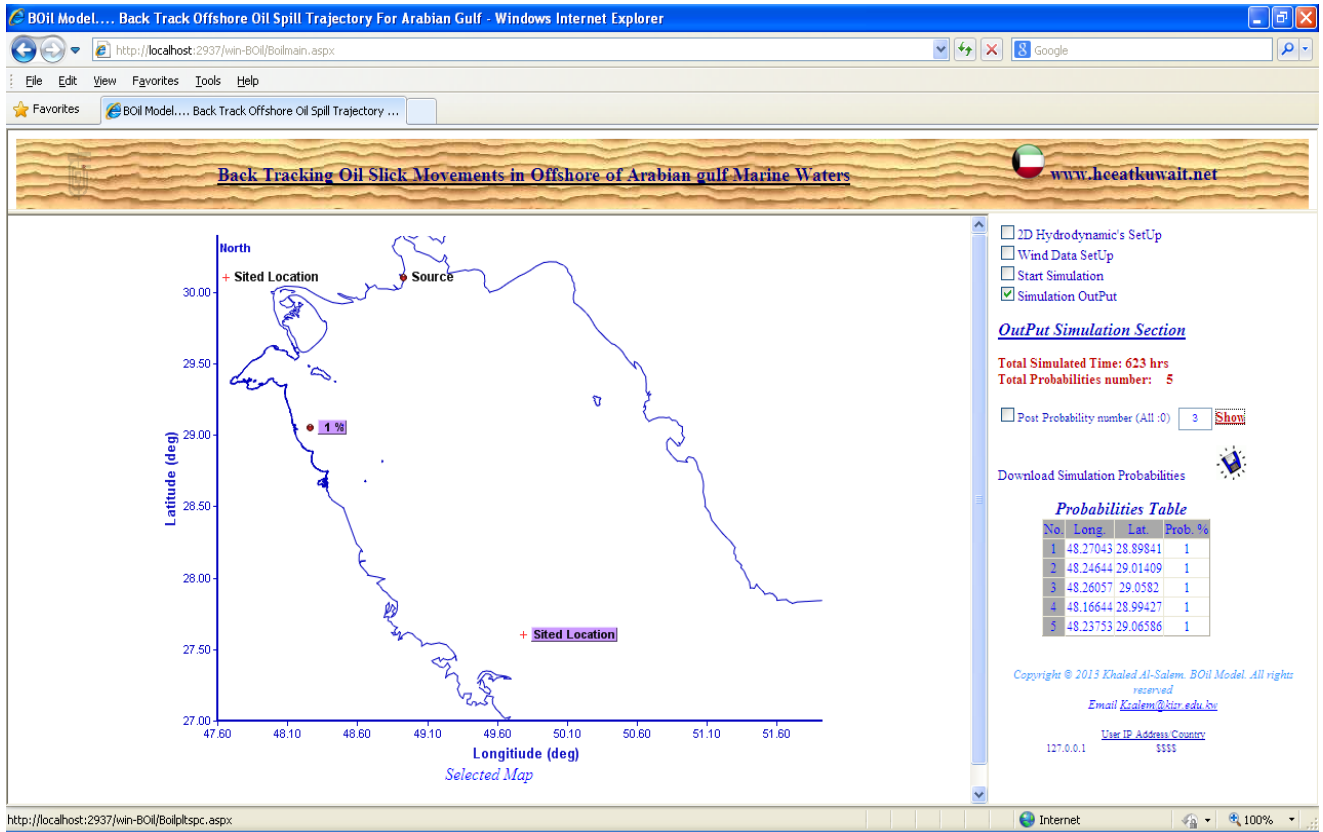 BOil Model.... Back Track Offshore Oil Spill Trajectory For Arabian Gulf - Windows Internet Explorer
http://localhost:2937/win-BOil/Boilmain.aspx
Google
File Edit View Favorites Tools Help
Favorites
BOil Model.... Back Track Offshore Oil Spill Trajectory ...
Back Tracking Oil Slick Movements in Offshore of Arabian gulf Marine Waters
www.hceatkuwait.net
North
+ Sited Location
Source
30.00
29.50
29.00
28.50
28.00
27.50
27.00
1 %
+ Sited Location
Latitude (deg)
47.60 48.10 48.60 49.10 49.60 50.10 50.60 51.10 51.60
Longitiude (deg)
Selected Map
2D Hydrodynamic's SetUp
Wind Data SetUp
Start Simulation
Simulation OutPut
OutPut Simulation Section
Total Simulated Time: 623 hrs
Total Probabilities number: 5
Post Probability number (All :0) 3 Show
Download Simulation Probabilities
Probabilities Table
No. Long. Lat. Prob. %
1 48.27043 28.89841 1
2 48.24644 29.01409 1
3 48.26057 29.0582 1
4 48.16644 28.99427 1
5 48.23753 29.06586 1
Copyright © 2013 Khaled Al-Salem. BOil Model. All rights
reserved
Email Ksalem@kisr.edu.kw
User IP Address/Country
127.0.0.1 $$$$
http://localhost:2937/win-BOil/Boilpltspc.aspx
Internet
100%